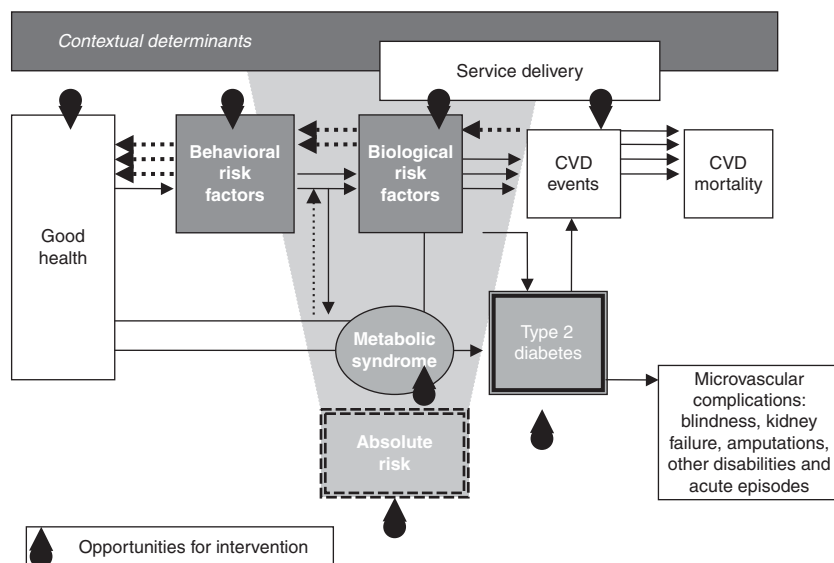 Contextual determinants
Service delivery
Good
health
Behavioral
risk
factors
Biological
risk
factors
CVD
events
CVD
mortality
Metabolic
syndrome
Type 2
diabetes
Absolute
risk
Microvascular
complications:
blindness, kidney
failure, amputations,
other disabilities and
acute episodes
Opportunities for intervention